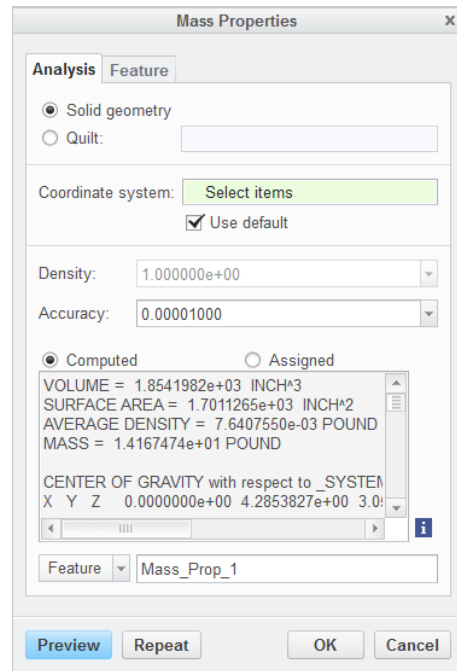 Mass Properties x
Analysis Feature
Solid geometry
Quilt:
Coordinate system: Select items
Use default
Density: 1.000000e+00
Accuracy: 0.00001000
Computed Assigned
VOLUME = 1.8541982e+03 INCH^3
SURFACE AREA = 1.7011265e+03 INCH^2
AVERAGE DENSITY = 7.6407550e-03 POUND
MASS = 1.4167474e+01 POUND
CENTER OF GRAVITY with respect to _SYSTEM
X Y Z 0.0000000e+00 4.2853827e+00 3.05
i
Feature Mass_Prop_1
Preview Repeat OK Cancel